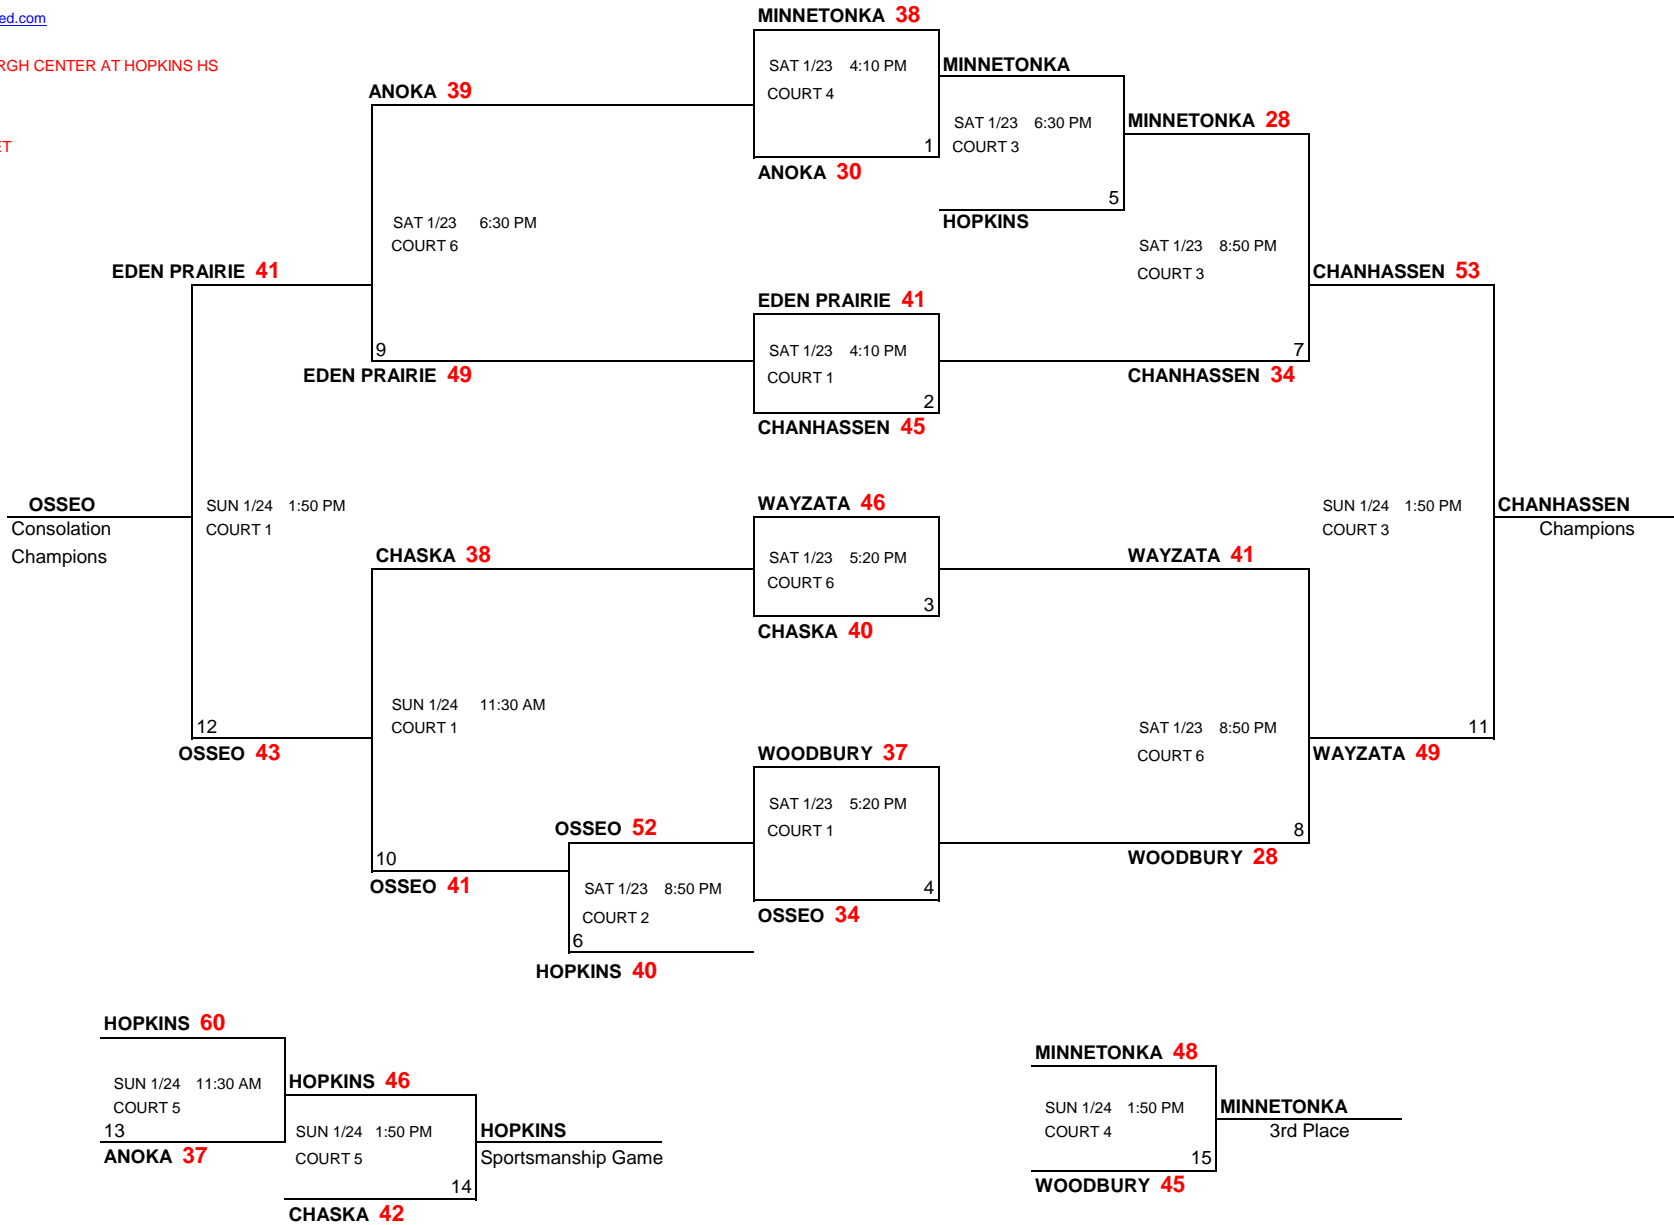 ed.com
MINNETONKA 38
RGH CENTER AT HOPKINS HS
SAT 1/23 4:10 PM
MINNETONKA
ANOKA 39
COURT 4
MINNETONKA 28
SAT 1/23 6:30 PM
ET
1
COURT 3
ANOKA 30
5
HOPKINS
SAT 1/23 6:30 PM
COURT 6
SAT 1/23 8:50 PM
EDEN PRAIRIE 41
COURT 3
CHANHASSEN 53
EDEN PRAIRIE 41
9
SAT 1/23 4:10 PM
7
EDEN PRAIRIE 49
COURT 1
CHANHASSEN 34
2
CHANHASSEN 45
OSSEO
SUN 1/24 1:50 PM
WAYZATA 46
SUN 1/24 1:50 PM
CHANHASSEN
Consolation
COURT 1
COURT 3
Champions
Champions
CHASKA 38
SAT 1/23 5:20 PM
WAYZATA 41
COURT 6
3
CHASKA 40
SUN 1/24 11:30 AM
12
COURT 1
SAT 1/23 8:50 PM
11
OSSEO 43
WOODBURY 37
COURT 6
WAYZATA 49
SAT 1/23 5:20 PM
OSSEO 52
COURT 1
8
10
WOODBURY 28
OSSEO 41
SAT 1/23 8:50 PM
4
COURT 2
OSSEO 34
6
HOPKINS 40
HOPKINS 60
MINNETONKA 48
SUN 1/24 11:30 AM
HOPKINS 46
COURT 5
SUN 1/24 1:50 PM
MINNETONKA
13
SUN 1/24 1:50 PM
HOPKINS
COURT 4
3rd Place
ANOKA 37
COURT 5
Sportsmanship Game
15
14
WOODBURY 45
CHASKA 42